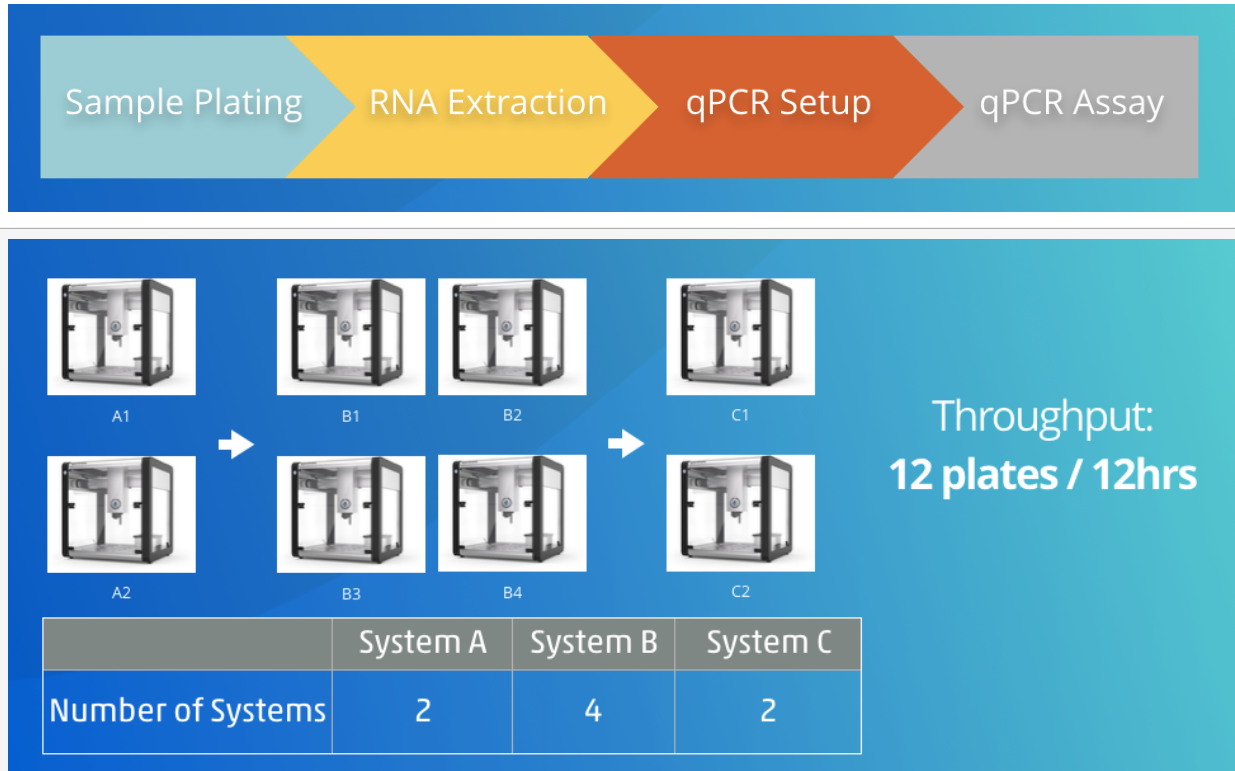 Sample Plating
RNA Extraction
qPCR Setup
qPCR Assay
A1
B1
B2
C1
Throughput:
12 plates / 12hrs
A2
B3
B4
C2
System A
System B
System C
Number of Systems
2
4
2